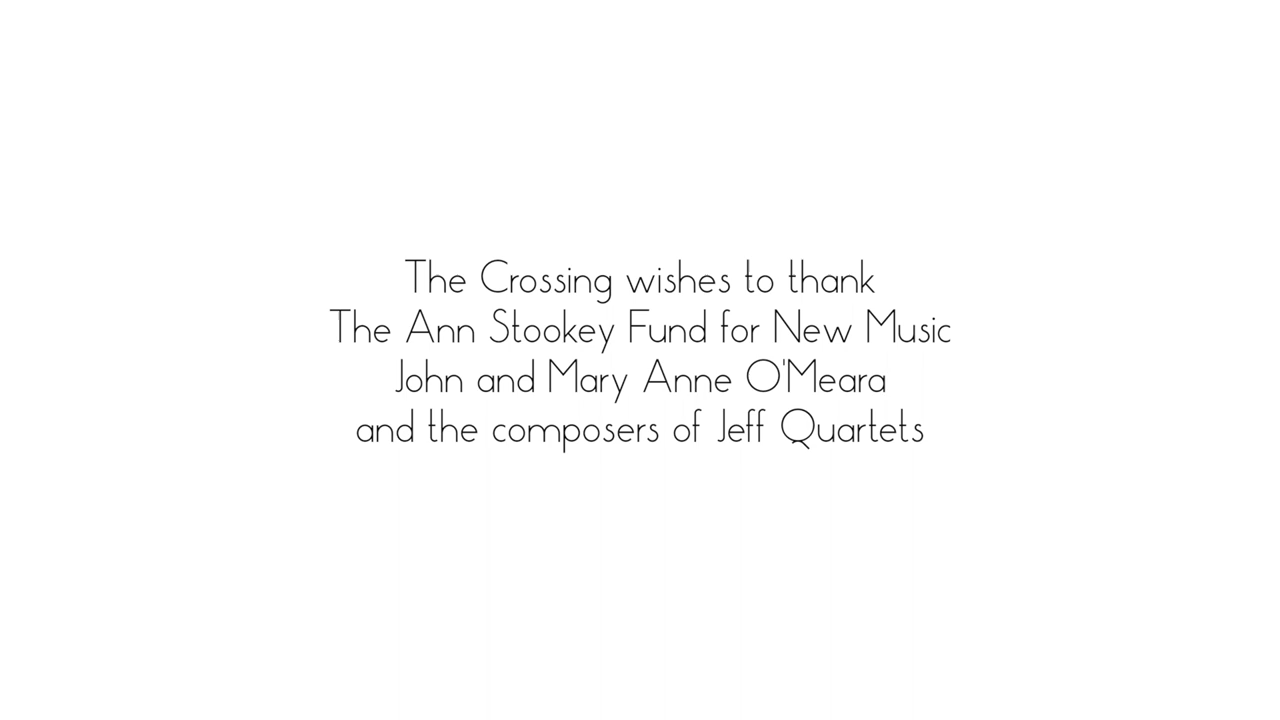 The Crossing wishes to thank
The Ann Stookey Fund for New Music
John and Mary Anne O'Meara
and the composers of Jeff Quartets